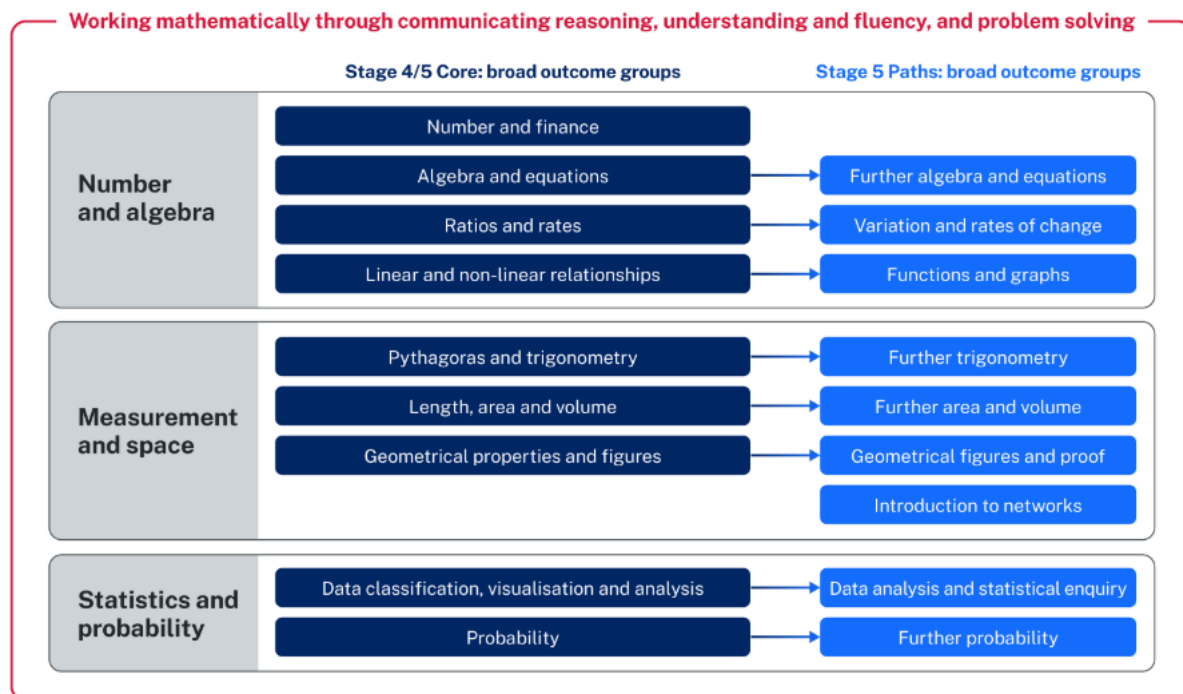 Working mathematically through communicating reasoning, understanding and fluency, and problem solving
Stage 4/5 Core: broad outcome groups
Stage 5 Paths: broad outcome groups
Number
and algebra
Number and finance
Algebra and equations
Further algebra and equations
Ratios and rates
Variation and rates of change
Linear and non-linear relationships
Functions and graphs
Measurement
and space
Pythagoras and trigonometry
Further trigonometry
Length, area and volume
Further area and volume
Geometrical properties and figures
Geometrical figures and proof
Introduction to networks
Statistics and
probability
Data classification, visualisation and analysis
Data analysis and statistical enquiry
Probability
Further probability